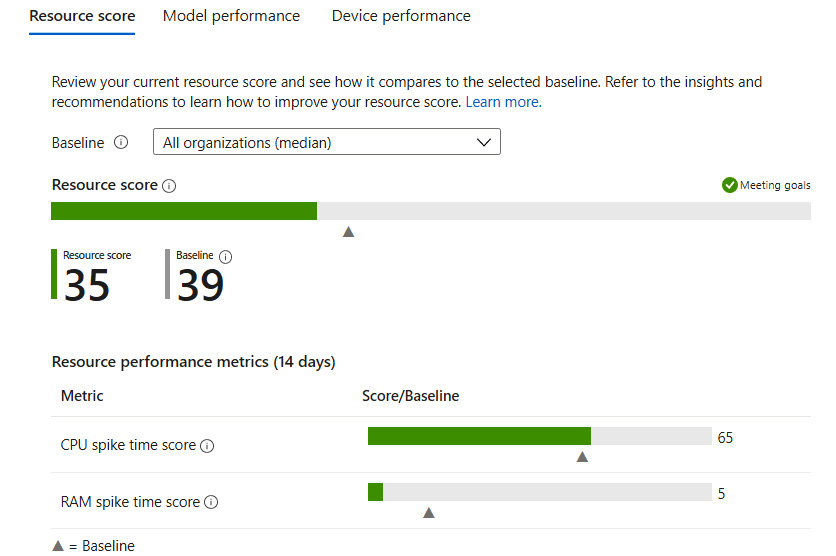 Resource score Model performance Device performance
Review your current resource score and see how it compares to the selected baseline. Refer to the insights and
recommendations to learn how to improve your resource score. Learn more.
Baseline All organizations (median)
Resource score Meeting goals
Resource score Baseline
35 39
Resource performance metrics (14 days)
Metric Score/Baseline
CPU spike time score 65
RAM spike time score 5
▲ = Baseline